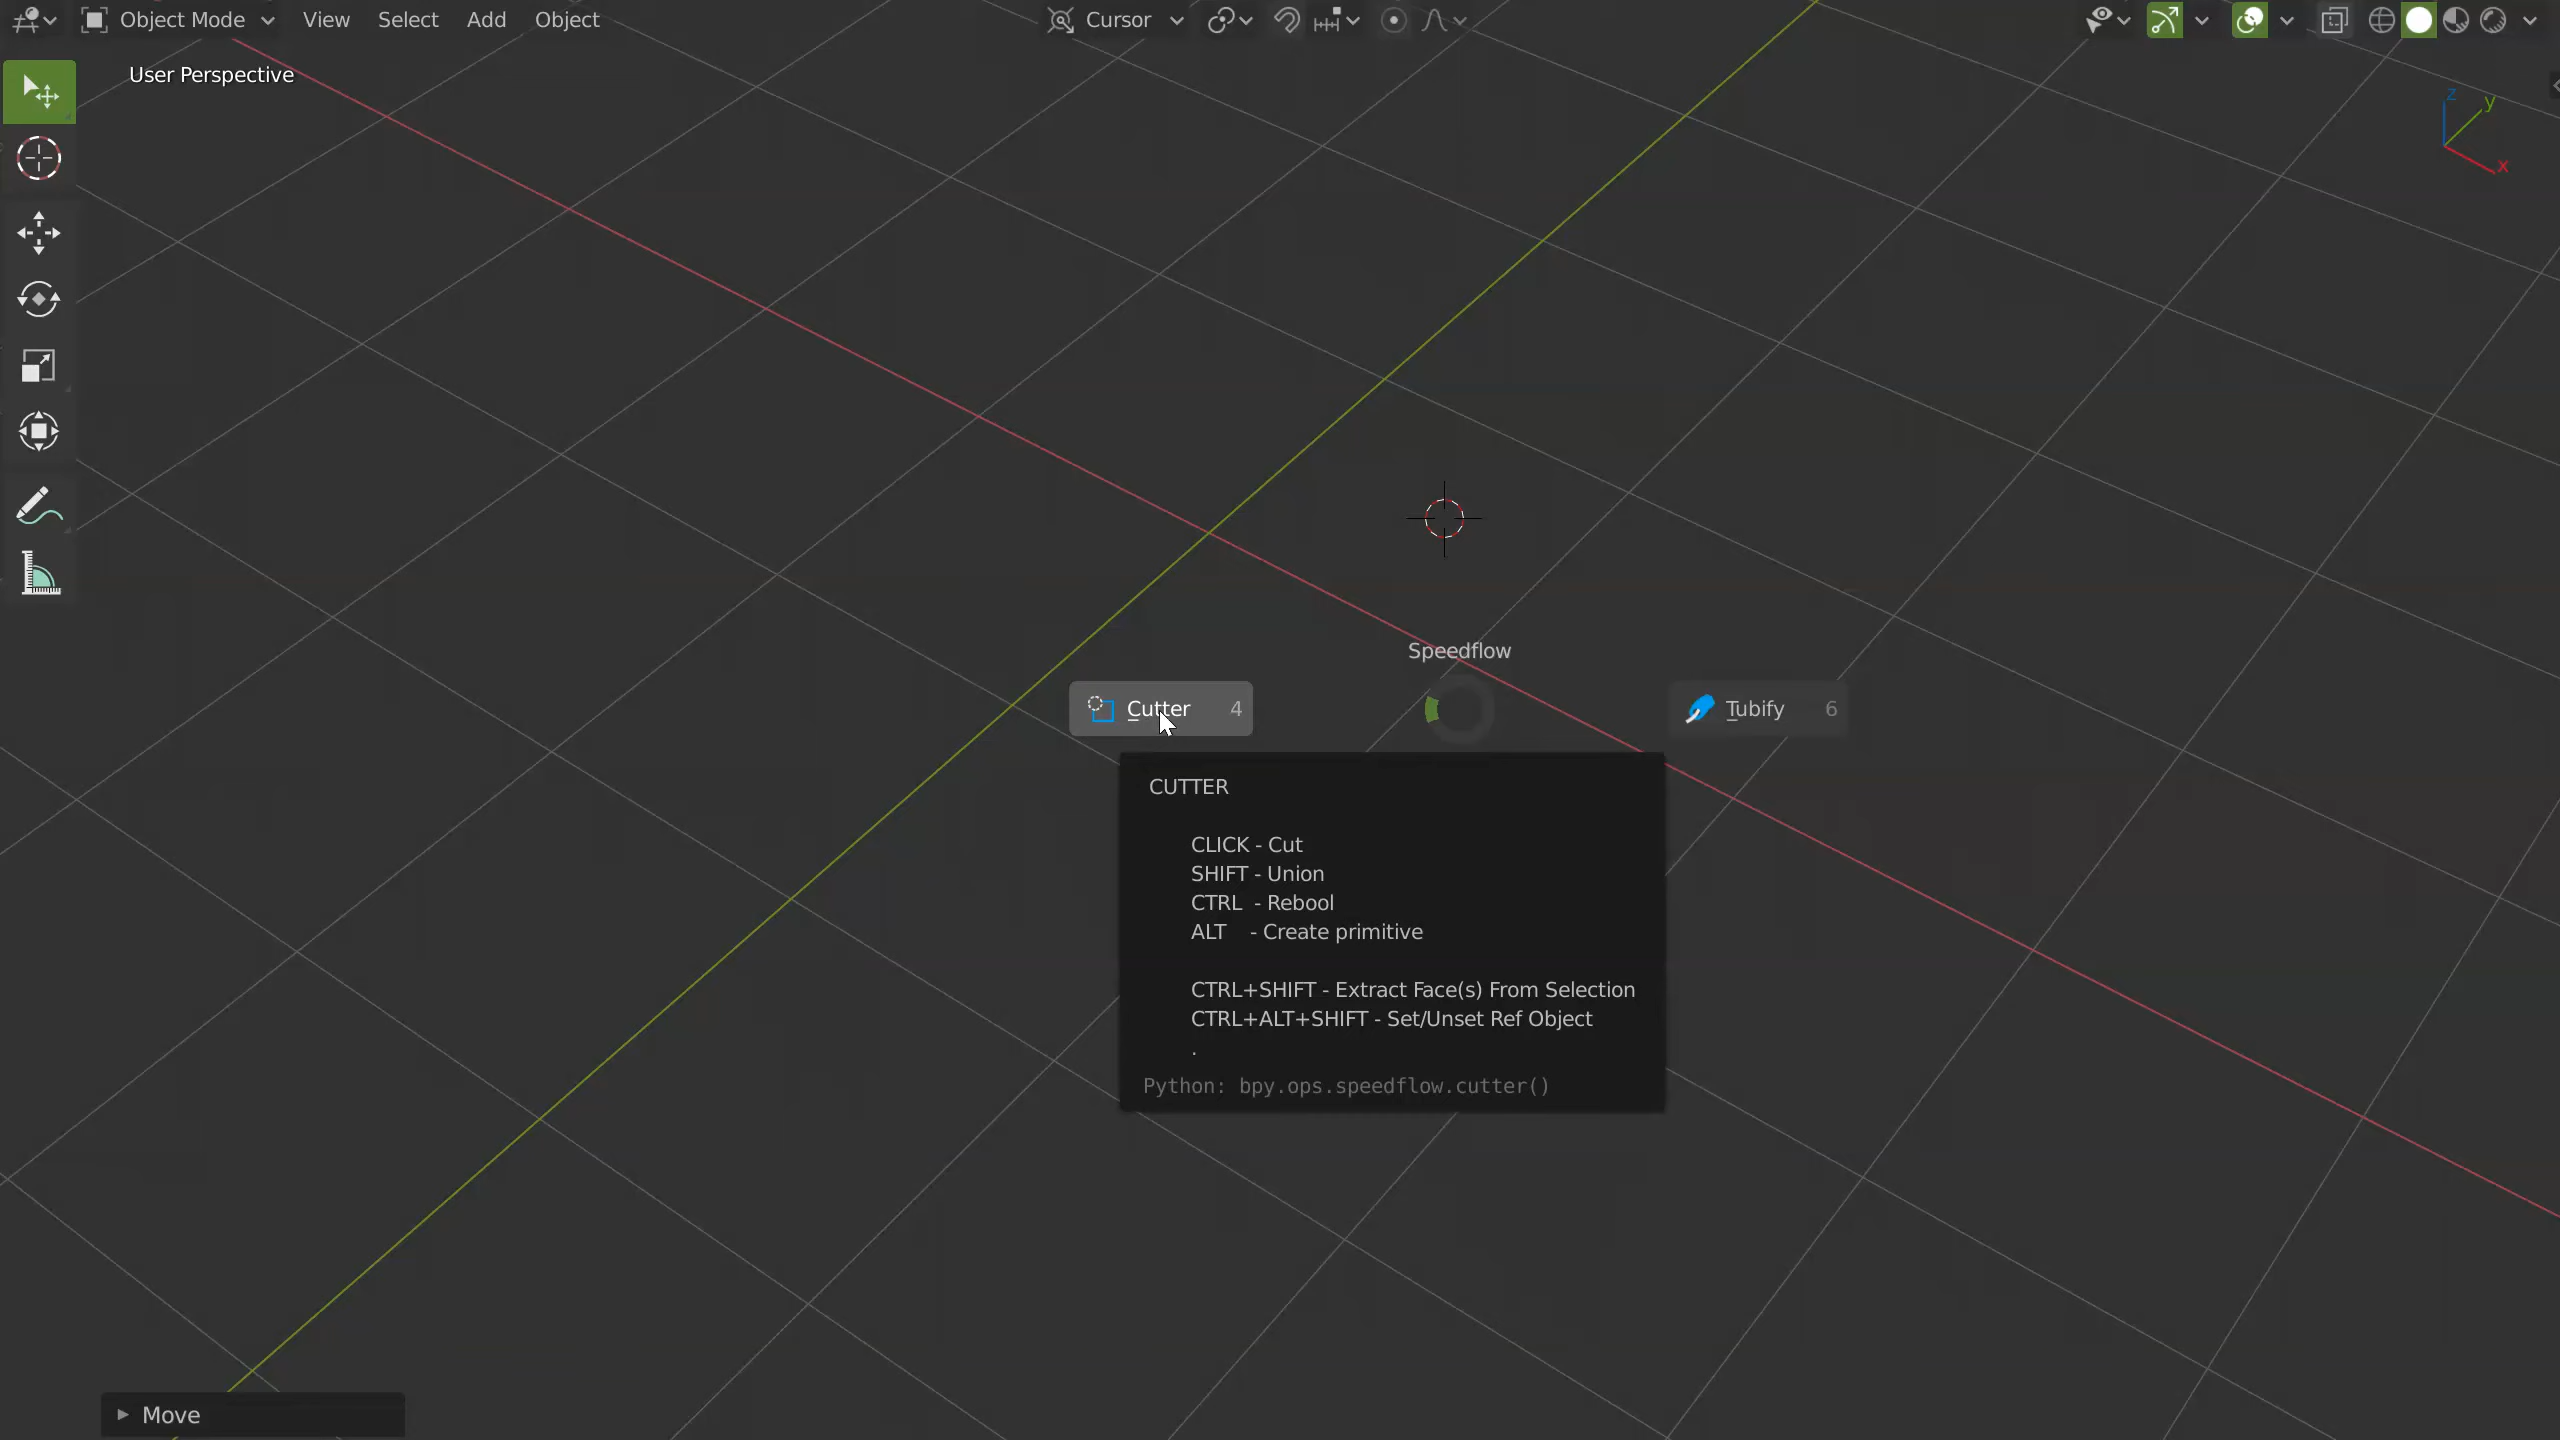 Object Mode View Select Add Object Cursor
User Perspective
z
y
x
Speedflow
Cutter 4
Tubify 6
CUTTER
CLICK - Cut
SHIFT - Union
CTRL - Rebool
ALT - Create primitive
CTRL+SHIFT - Extract Face(s) From Selection
CTRL+ALT+SHIFT - Set/Unset Ref Object
.
Python: bpy.ops.speedflow.cutter()
Move